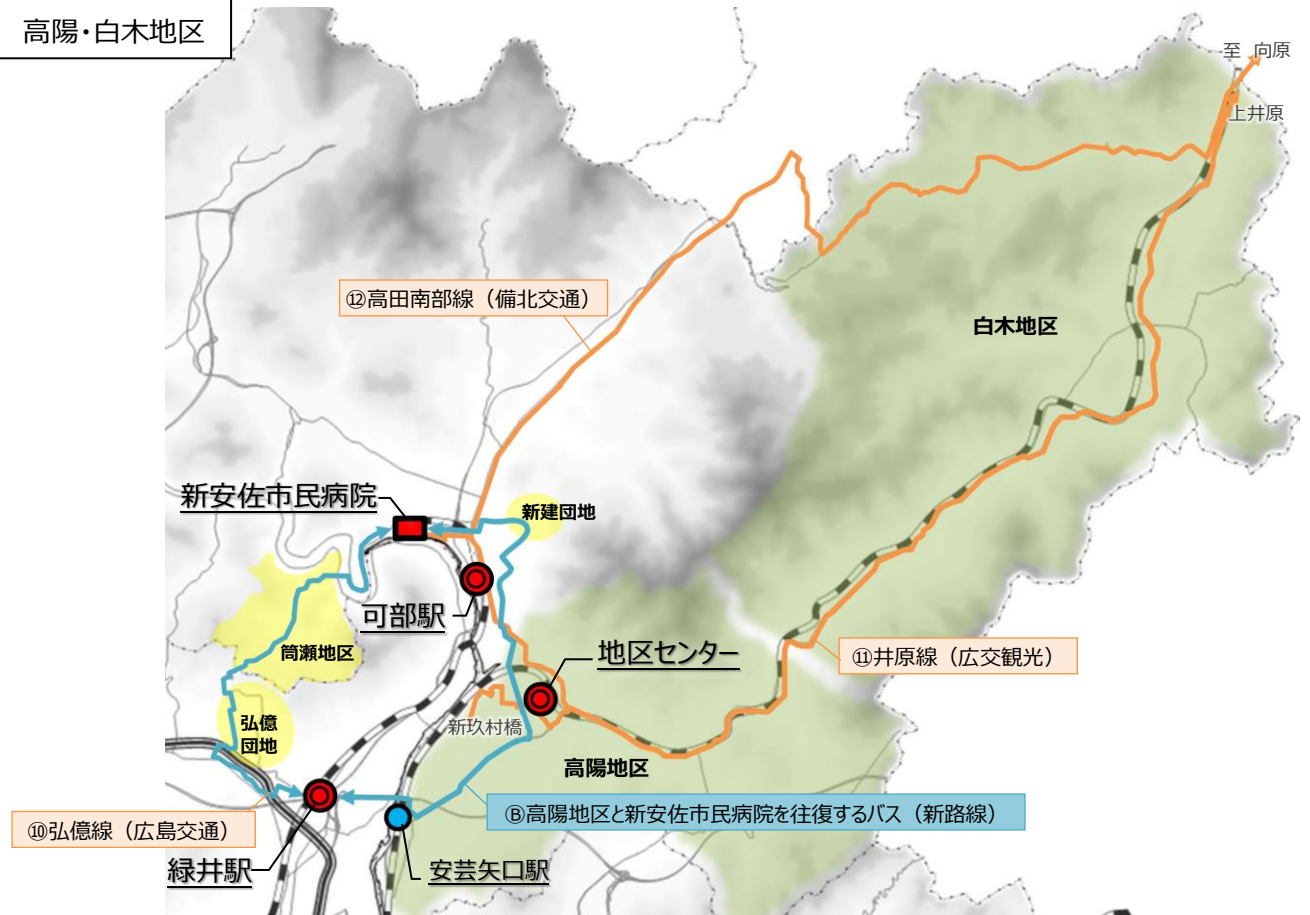 高陽・白木地区
至 向原
上井原
⑫高田南部線（備北交通）
白木地区
新安佐市民病院
新建団地
可部駅
筒瀬地区
地区センター
⑪井原線（広交観光）
弘億
団地
新玖村橋
高陽地区
Ⓑ高陽地区と新安佐市民病院を往復するバス（新路線）
⑩弘億線（広島交通）
緑井駅
安芸矢口駅